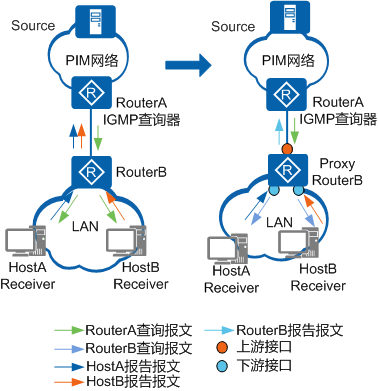 Source
PIM网络
R
RouterA
IGMP查询器
R
RouterB
LAN
HostA
Receiver
HostB
Receiver
Source
PIM网络
R
RouterA
IGMP查询器
R
Proxy
RouterB
LAN
HostA
Receiver
HostB
Receiver
RouterA查询报文
RouterB查询报文
HostA报告报文
HostB报告报文
RouterB报告报文
上游接口
下游接口